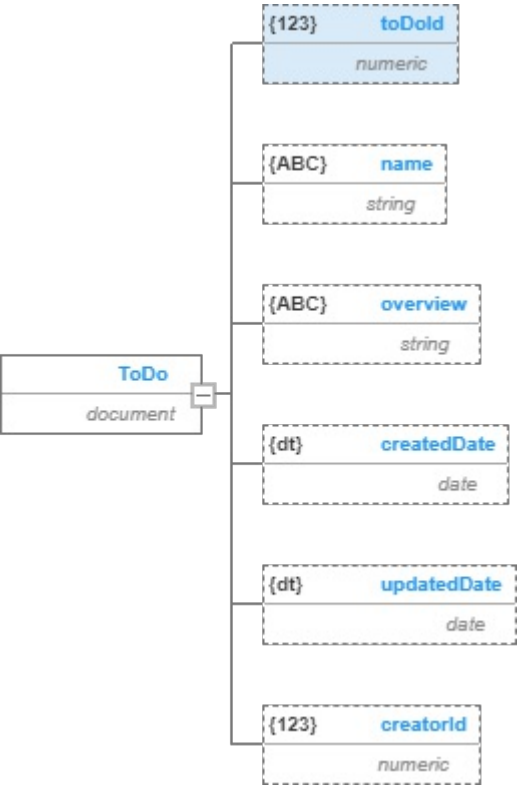 {123} toDoId
numeric
{ABC} name
string
{ABC} overview
string
ToDo
document
{dt} createdDate
date
{dt} updatedDate
date
{123} creatorId
numeric